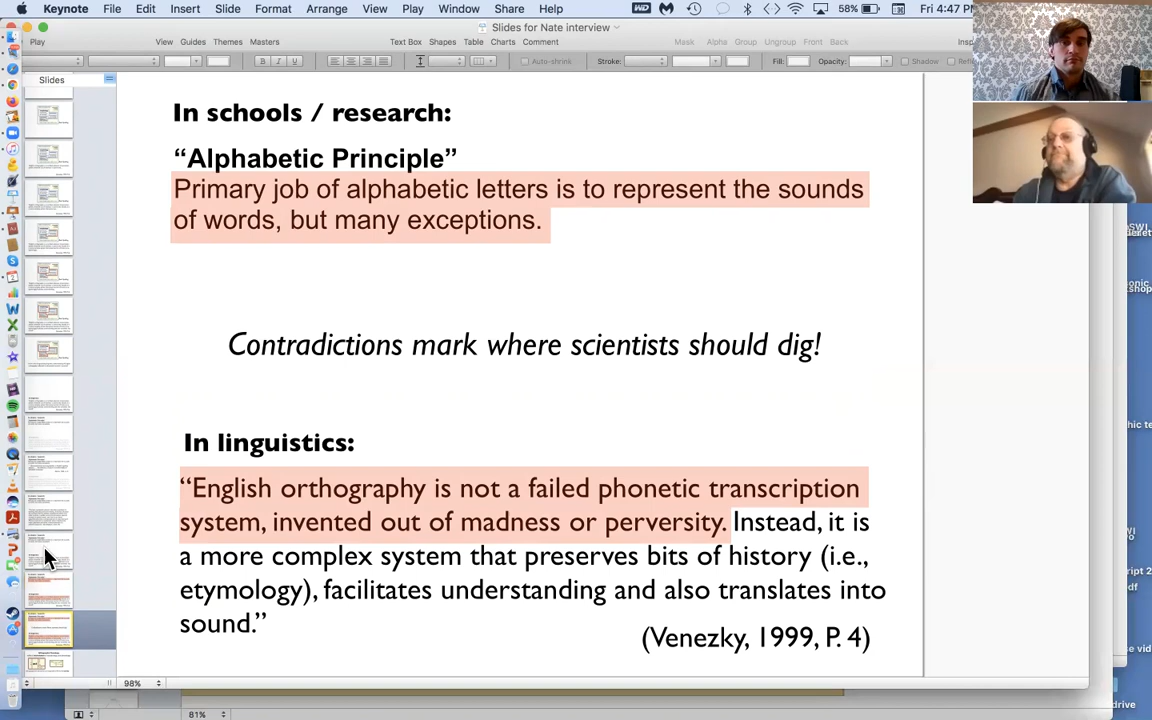 Keynote File Edit Insert Slide Format Arrange View Play Window Share Help 58% Fri 4:47
Slides for Nate interview
Play View Guides Themes Masters Text Box Shapes Table Charts Comment Mask Alpha Group Ungroup Front Back
B I U Auto-shrink Stroke: Fill: Opacity: Shadow
Slides
In schools / research:
“Alphabetic Principle”
Primary job of alphabetic letters is to represent the sounds
of words, but many exceptions.
Contradictions mark where scientists should dig!
In linguistics:
“English orthography is not a failed phonetic transcription
system, invented out of madness or perversity. Instead, it is
a more complex system that preserves bits of history (i.e.,
etymology), facilitates understanding and also translates into
sound.”
(Venezky, 1999, P. 4)
98%
81%